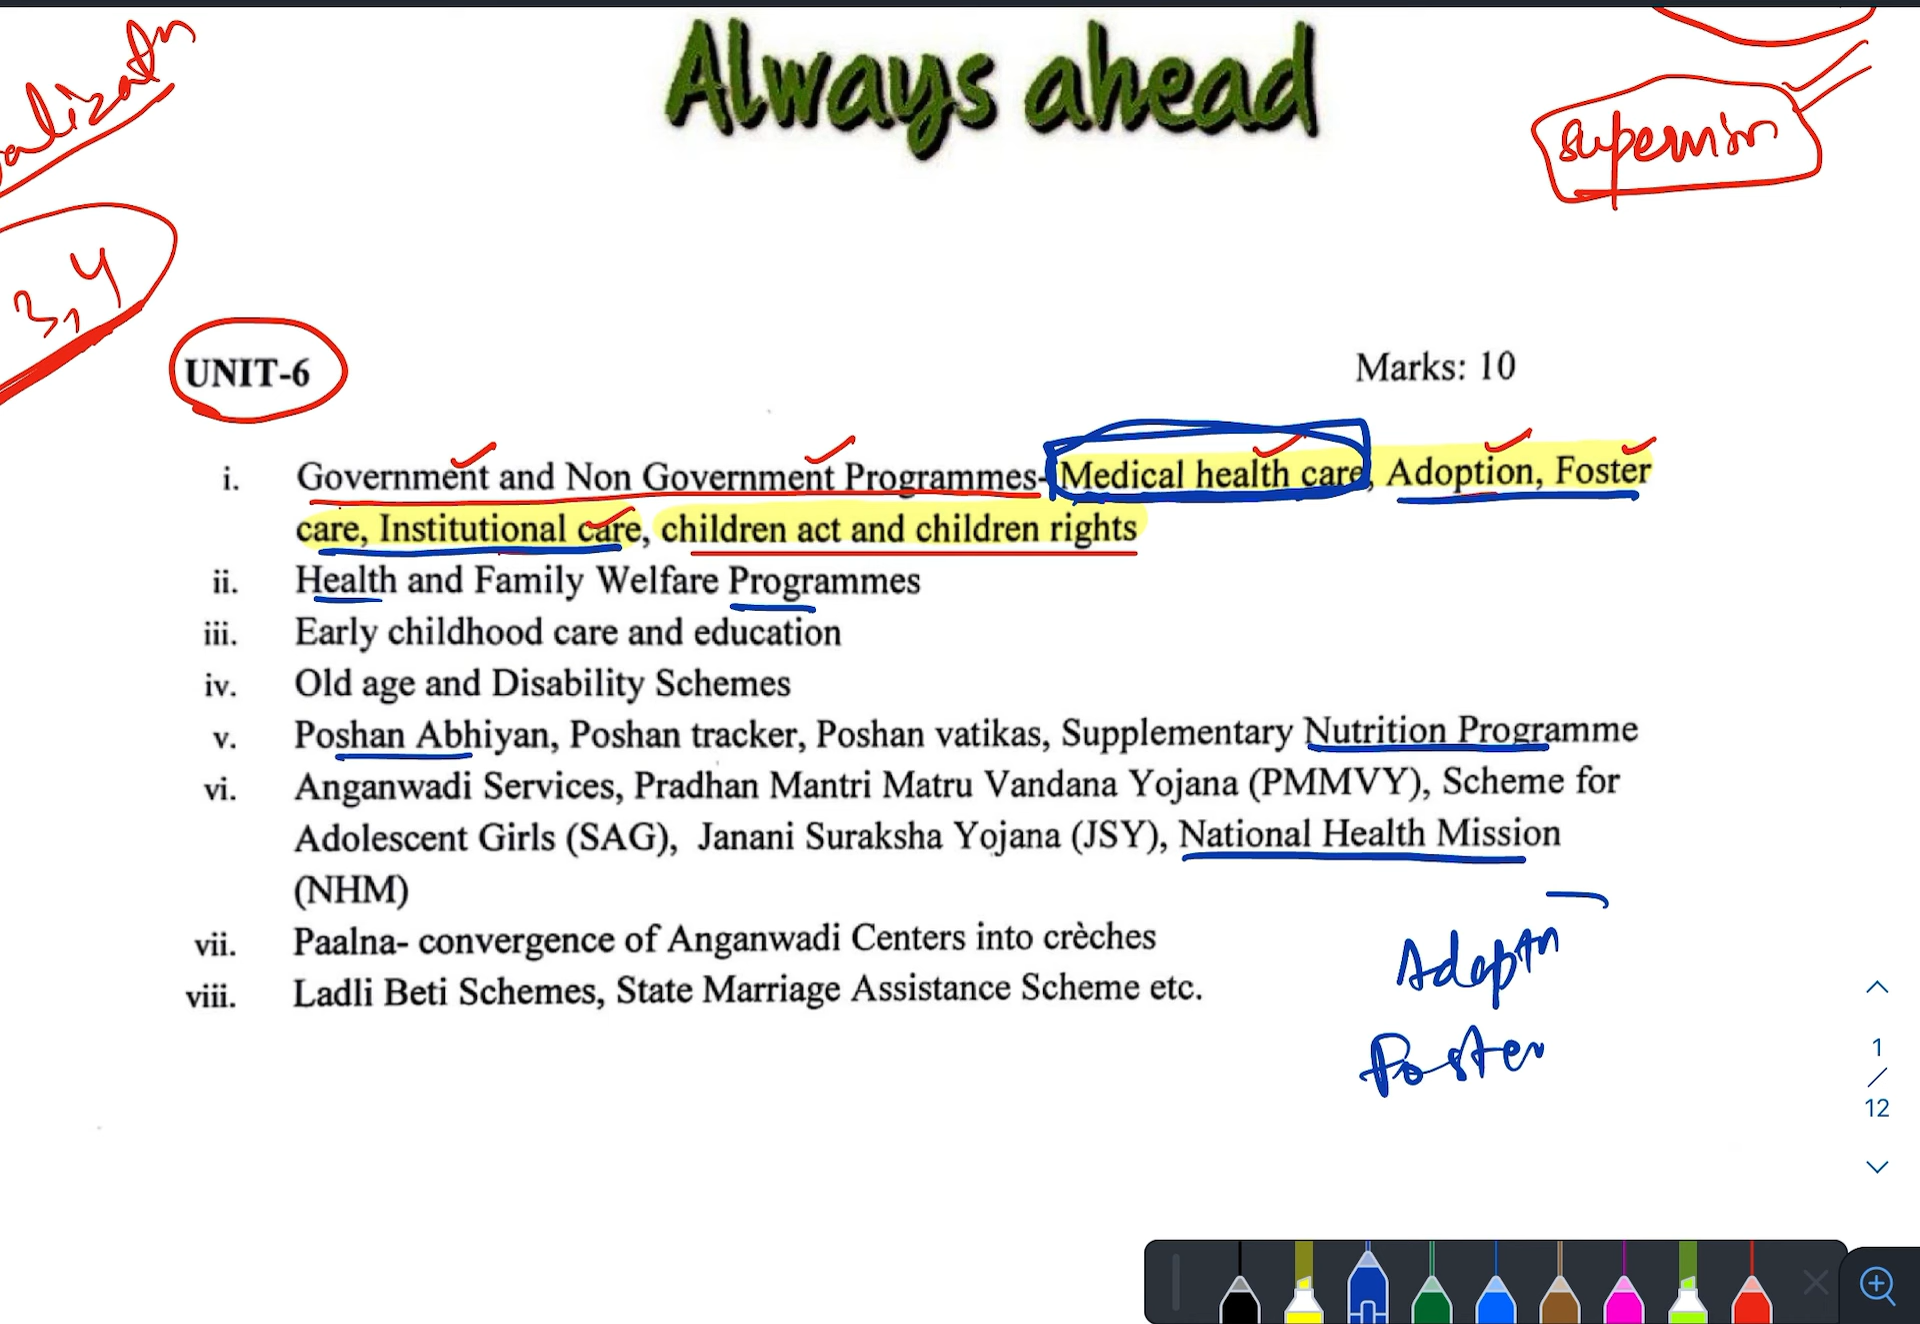 Always ahead
3, 4
UNIT-6
Marks: 10
i. Government and Non Government Programmes- Medical health care, Adoption, Foster
care, Institutional care, children act and children rights
ii. Health and Family Welfare Programmes
iii. Early childhood care and education
iv. Old age and Disability Schemes
v. Poshan Abhiyan, Poshan tracker, Poshan vatikas, Supplementary Nutrition Programme
vi. Anganwadi Services, Pradhan Mantri Matru Vandana Yojana (PMMVY), Scheme for
Adolescent Girls (SAG), Janani Suraksha Yojana (JSY), National Health Mission
(NHM)
vii. Paalna- convergence of Anganwadi Centers into crèches
viii. Ladli Beti Schemes, State Marriage Assistance Scheme etc.
Adoptn
Foster
1
/
12